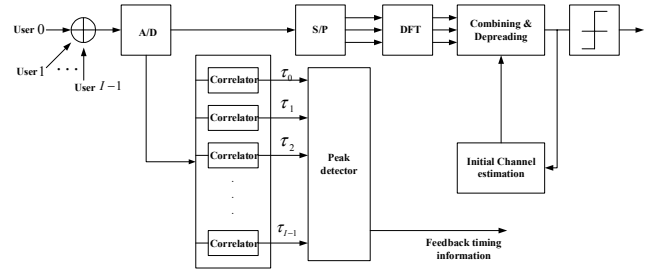 User 0
User 1
...
User I−1
A/D
S/P
DFT
Combining &
Depreading
Correlator
τ0
Correlator
τ1
Correlator
τ2
.
.
.
Correlator
τI−1
Peak
detector
Initial Channel
estimation
Feedback timing
information